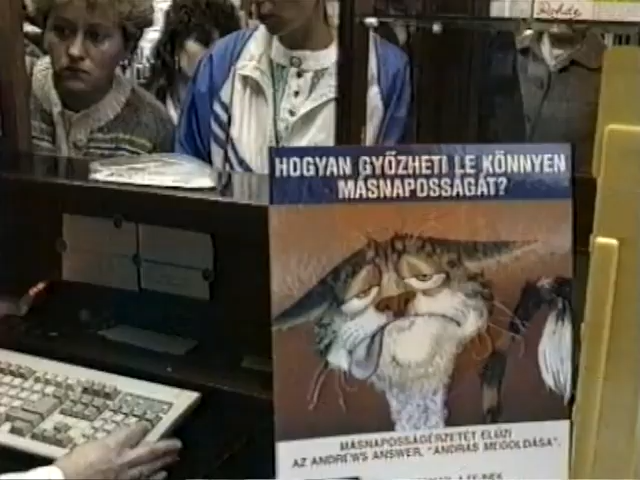 HOGYAN GYŐZHETI LE KÖNNYEN
MÁSNAPOSSÁGÁT?
MÁSNAPOSSÁGÉRZETÉT ELŰZI
AZ ANDREWS ANSWER, "ANDRÁS MEGOLDÁSA".